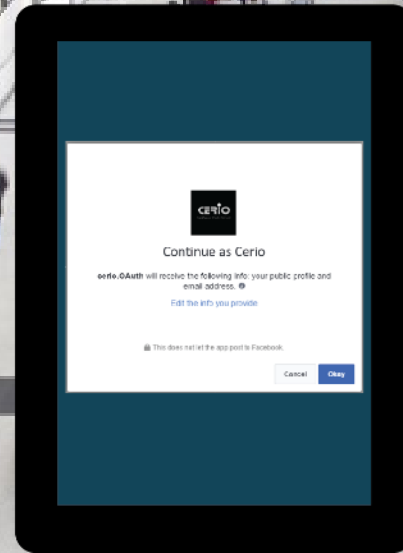 CERIO
Continue as Cerio
cerio.OAuth will receive the following info: your public profile and
email address.
Edit the info you provide
This does not let the app post to Facebook.
Cancel
Okay